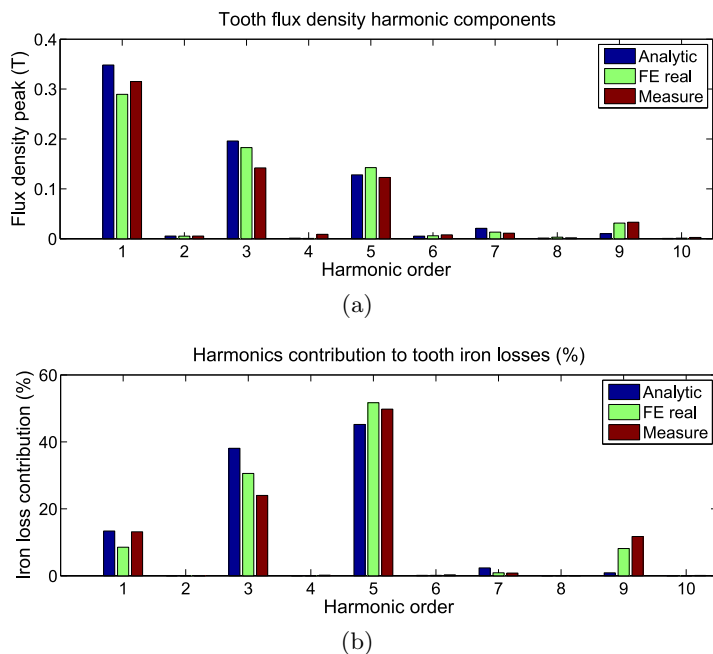 Tooth flux density harmonic components
Flux density peak (T)
0.4
0.3
0.2
0.1
0
Analytic
FE real
Measure
1 2 3 4 5 6 7 8 9 10
Harmonic order
(a)
Harmonics contribution to tooth iron losses (%)
Iron loss contribution (%)
60
40
20
0
Analytic
FE real
Measure
1 2 3 4 5 6 7 8 9 10
Harmonic order
(b)